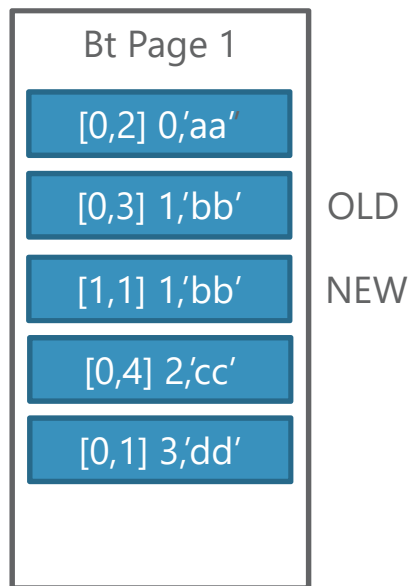 Bt Page 1
[0,2] 0,’aa’’
[0,3] 1,’bb’ OLD
[1,1] 1,’bb’ NEW
[0,4] 2,’cc’
[0,1] 3,’dd’